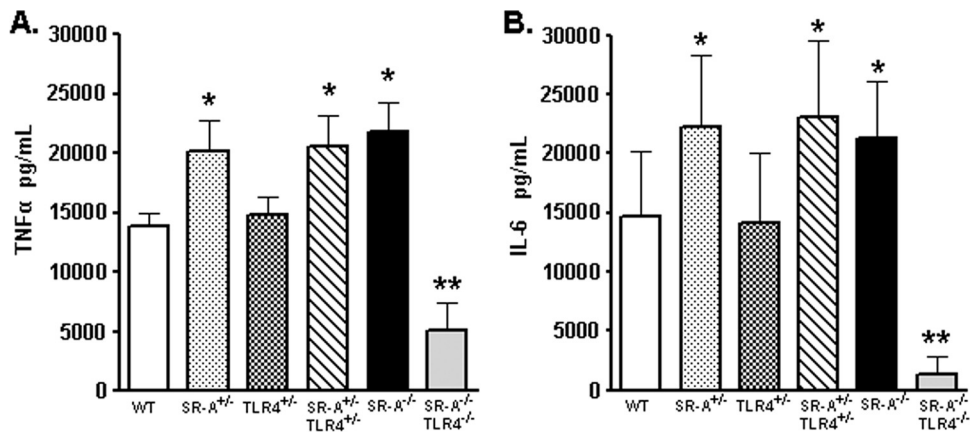 A.
TNFα pg/mL
30000
25000
20000
15000
10000
5000
0
*
*
*
**
WT
SR-A+/-
TLR4+/-
SR-A+/-
TLR4+/-
SR-A-/-
SR-A-/-
TLR4-/-
B.
IL-6 pg/mL
30000
25000
20000
15000
10000
5000
0
*
*
*
**
WT
SR-A+/-
TLR4+/-
SR-A+/-
TLR4+/-
SR-A-/-
SR-A-/-
TLR4-/-